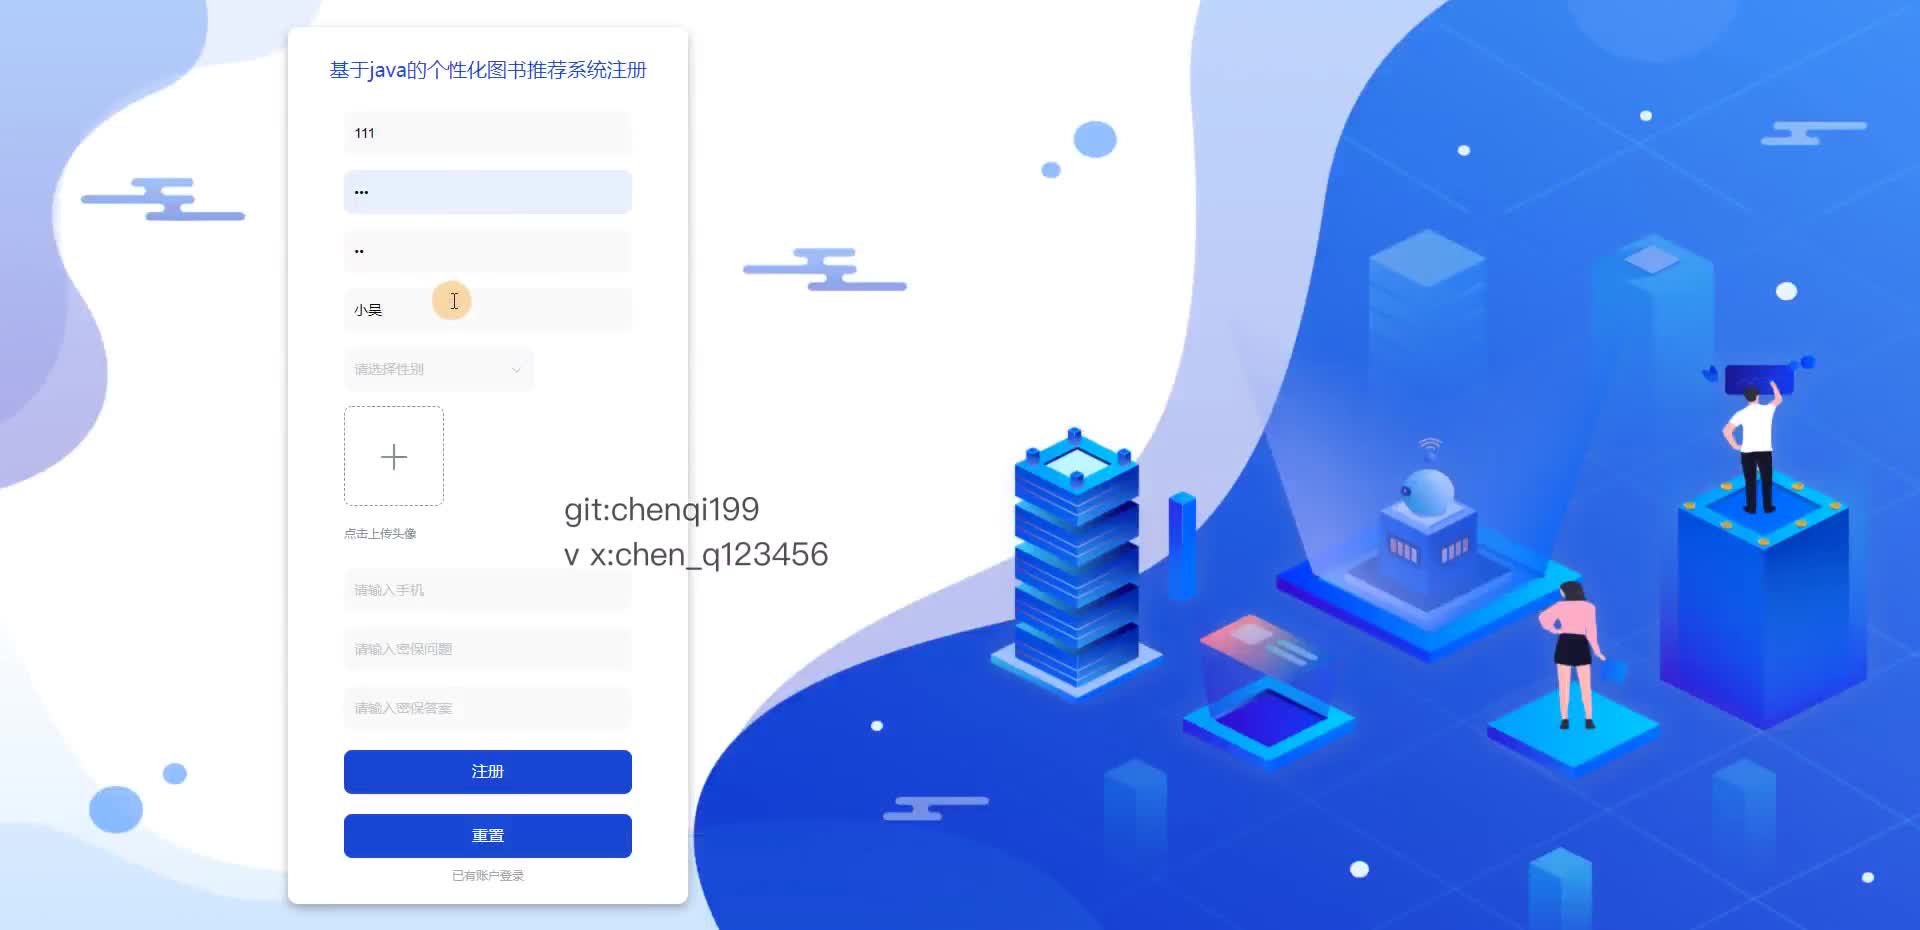 基于java的个性化图书推荐系统注册
111
•••
••
小昊
请选择性别
点击上传头像
git:chenqi199
v x:chen_q123456
请输入手机
请输入密保问题
请输入密保答案
注册
重置
已有账户登录